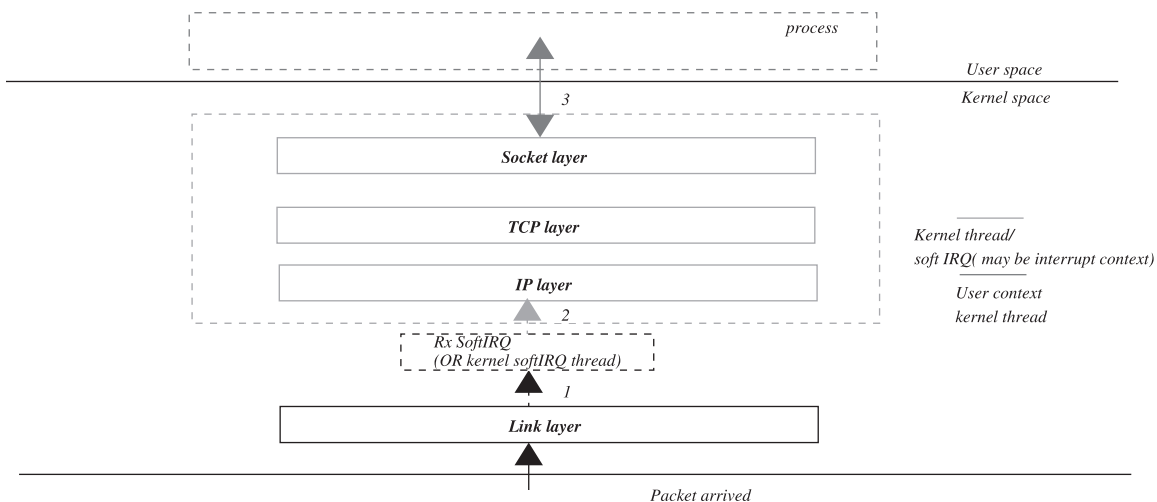 process
User space
Kernel space
3
Socket layer
TCP layer
Kernel thread/
soft IRQ( may be interrupt context)
IP layer
User context
kernel thread
2
Rx SoftIRQ
(OR kernel softIRQ thread)
1
Link layer
Packet arrived